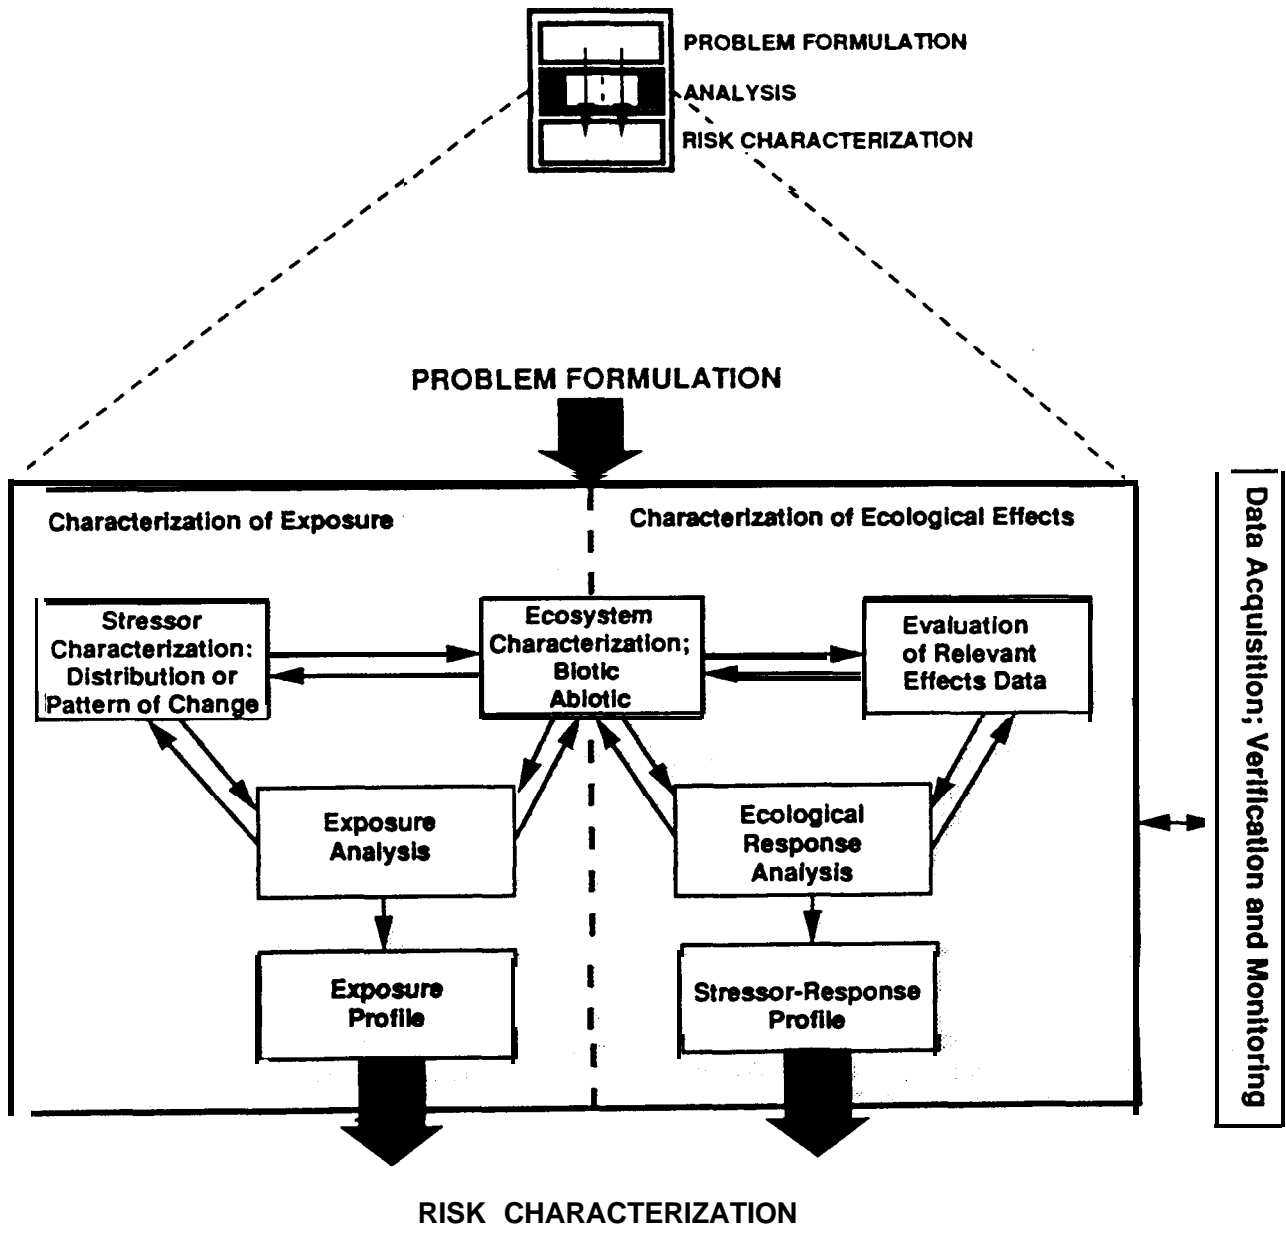 PROBLEM FORMULATION
ANALYSIS
RISK CHARACTERIZATION
PROBLEM FORMULATION
Characterization of Exposure
Characterization of Ecological Effects
Stressor
Characterization:
Distribution or
Pattern of Change
Ecosystem
Characterization;
Biotic
Abiotic
Evaluation
of Relevant
Effects Data
Exposure
Analysis
Ecological
Response
Analysis
Exposure
Profile
Stressor-Response
Profile
Data Acquisition; Verification and Monitoring
RISK CHARACTERIZATION